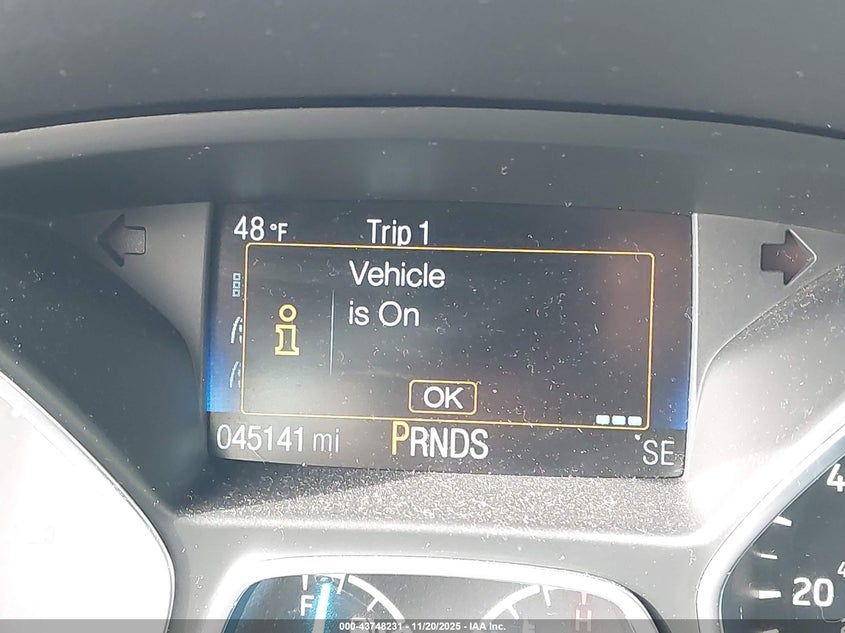 48°F Trip 1
Vehicle
is On
i
OK
045141 mi PRNDS SE
20
F
H
000-43748231 - 11/20/2025 - IAA Inc.